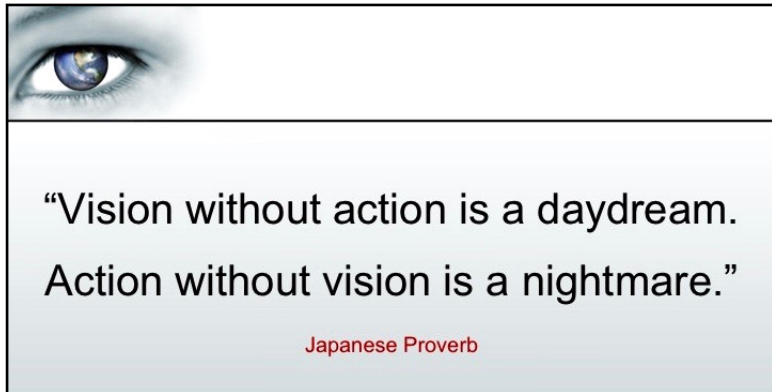 “Vision without action is a daydream.
Action without vision is a nightmare.”
Japanese Proverb